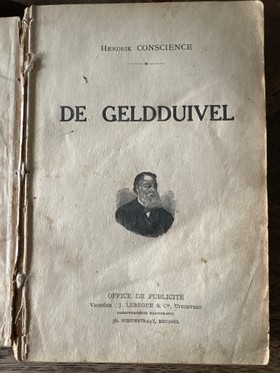 Hendrik CONSCIENCE
DE GELDDUIVEL
OFFICE DE PUBLICITÉ
Vroeger: J. LEBÈGUE & Cie, Uitgevers
36, NIEUWSTRAAT, BRUSSEL